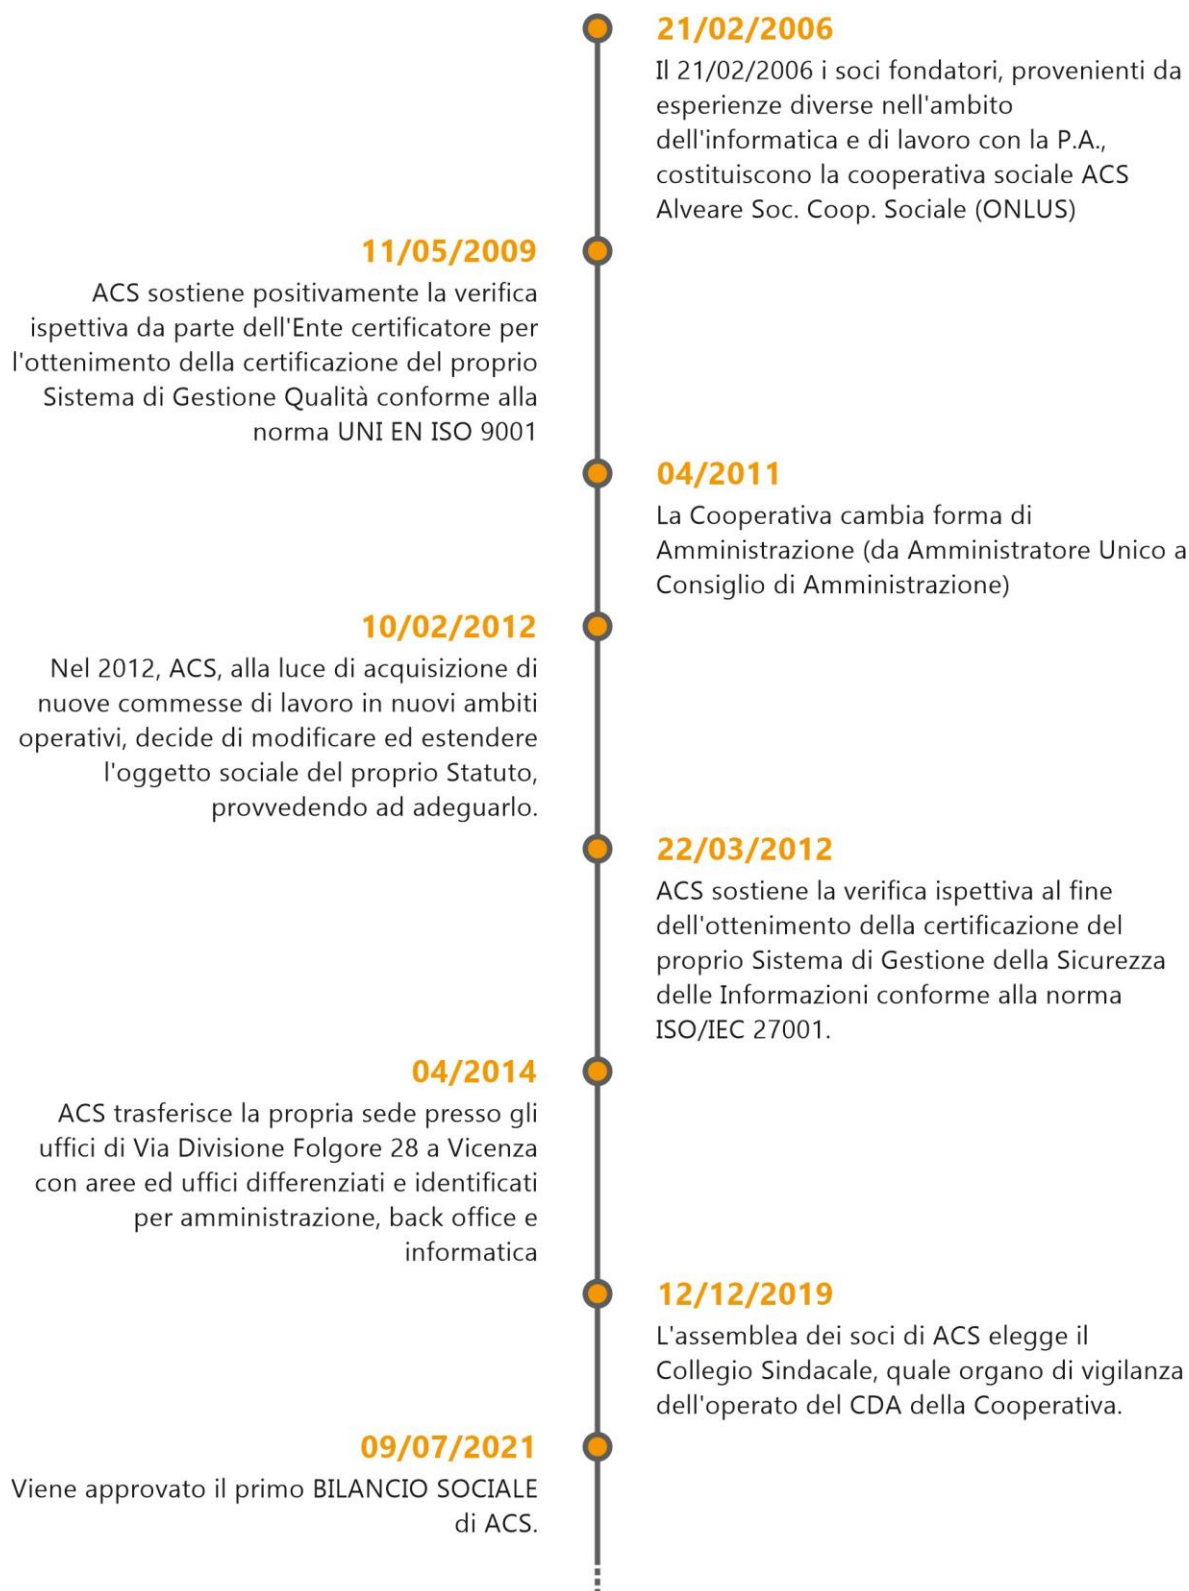 21/02/2006
Il 21/02/2006 i soci fondatori, provenienti da
esperienze diverse nell'ambito
dell'informatica e di lavoro con la P.A.,
costituiscono la cooperativa sociale ACS
Alveare Soc. Coop. Sociale (ONLUS)
11/05/2009
ACS sostiene positivamente la verifica
ispettiva da parte dell'Ente certificatore per
l'ottenimento della certificazione del proprio
Sistema di Gestione Qualità conforme alla
norma UNI EN ISO 9001
04/2011
La Cooperativa cambia forma di
Amministrazione (da Amministratore Unico a
Consiglio di Amministrazione)
10/02/2012
Nel 2012, ACS, alla luce di acquisizione di
nuove commesse di lavoro in nuovi ambiti
operativi, decide di modificare ed estendere
l'oggetto sociale del proprio Statuto,
provvedendo ad adeguarlo.
22/03/2012
ACS sostiene la verifica ispettiva al fine
dell'ottenimento della certificazione del
proprio Sistema di Gestione della Sicurezza
delle Informazioni conforme alla norma
ISO/IEC 27001.
04/2014
ACS trasferisce la propria sede presso gli
uffici di Via Divisione Folgore 28 a Vicenza
con aree ed uffici differenziati e identificati
per amministrazione, back office e
informatica
12/12/2019
L'assemblea dei soci di ACS elegge il
Collegio Sindacale, quale organo di vigilanza
dell'operato del CDA della Cooperativa.
09/07/2021
Viene approvato il primo BILANCIO SOCIALE
di ACS.